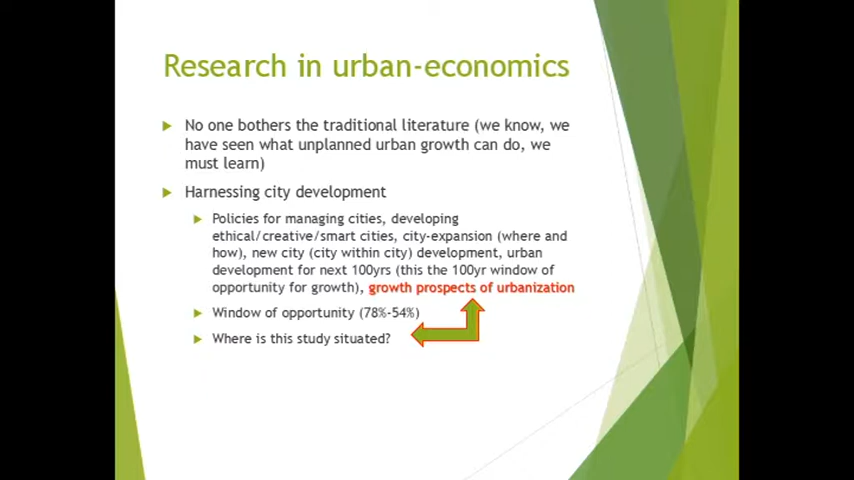 Research in urban-economics
No one bothers the traditional literature (we know, we
have seen what unplanned urban growth can do, we
must learn)
Harnessing city development
Policies for managing cities, developing
ethical/creative/smart cities, city-expansion (where and
how), new city (city within city) development, urban
development for next 100yrs (this the 100yr window of
opportunity for growth), growth prospects of urbanization
Window of opportunity (78%-54%)
Where is this study situated?